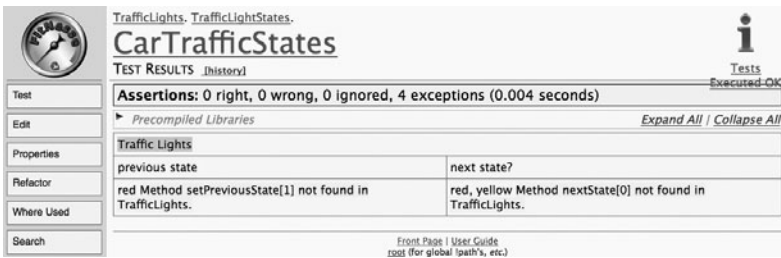 FITNESSE
TrafficLights. TrafficLightStates.
CarTrafficStates
TEST RESULTS [history]
Tests
Executed OK
Test
Edit
Properties
Refactor
Where Used
Search
Assertions: 0 right, 0 wrong, 0 ignored, 4 exceptions (0.004 seconds)
Precompiled Libraries
Expand All / Collapse All
Traffic Lights
previous state
next state?
red Method setPreviousState[1] not found in
TrafficLights.
red, yellow Method nextState[0] not found in
TrafficLights.
Front Page | User Guide
root (for global !path's, etc.)